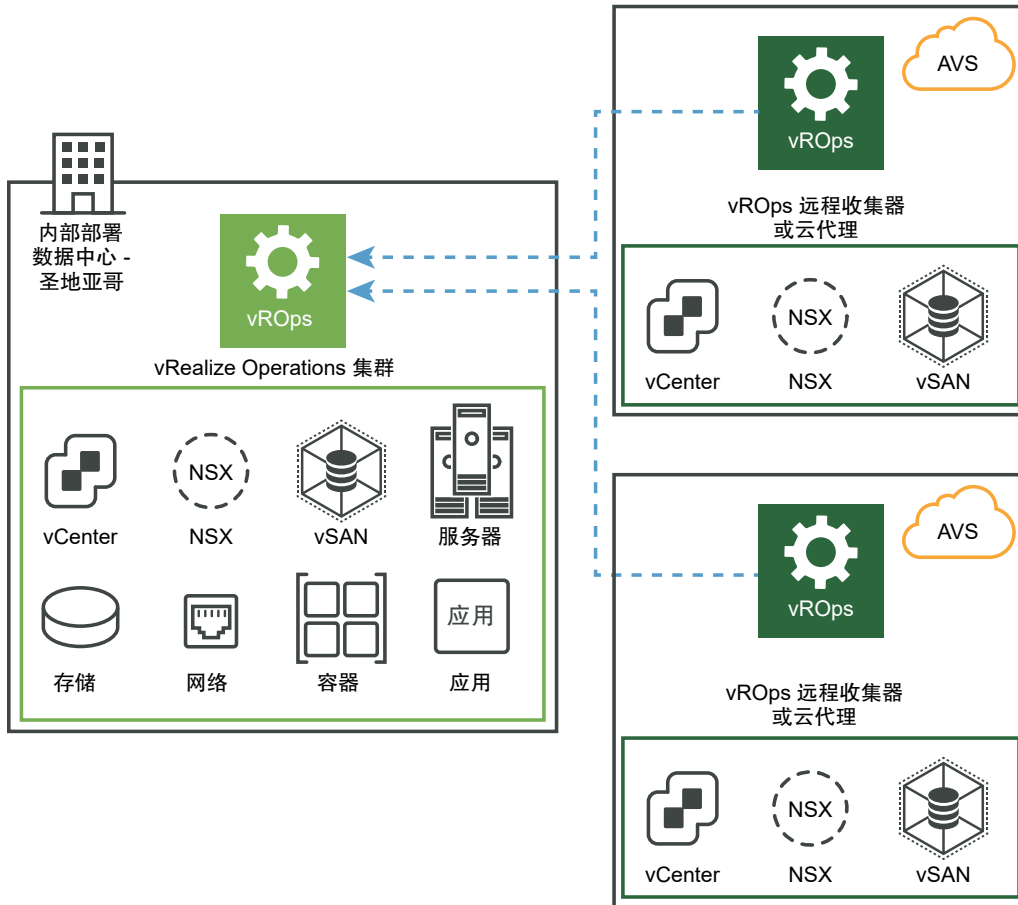 内部部署
数据中心 -
圣地亚哥
vROps
vRealize Operations 集群
NSX
vCenter
NSX
vSAN
服务器
应用
存储
网络
容器
应用
AVS
vROps
vROps 远程收集器
或云代理
NSX
vCenter
NSX
vSAN
AVS
vROps
vROps 远程收集器
或云代理
NSX
vCenter
NSX
vSAN